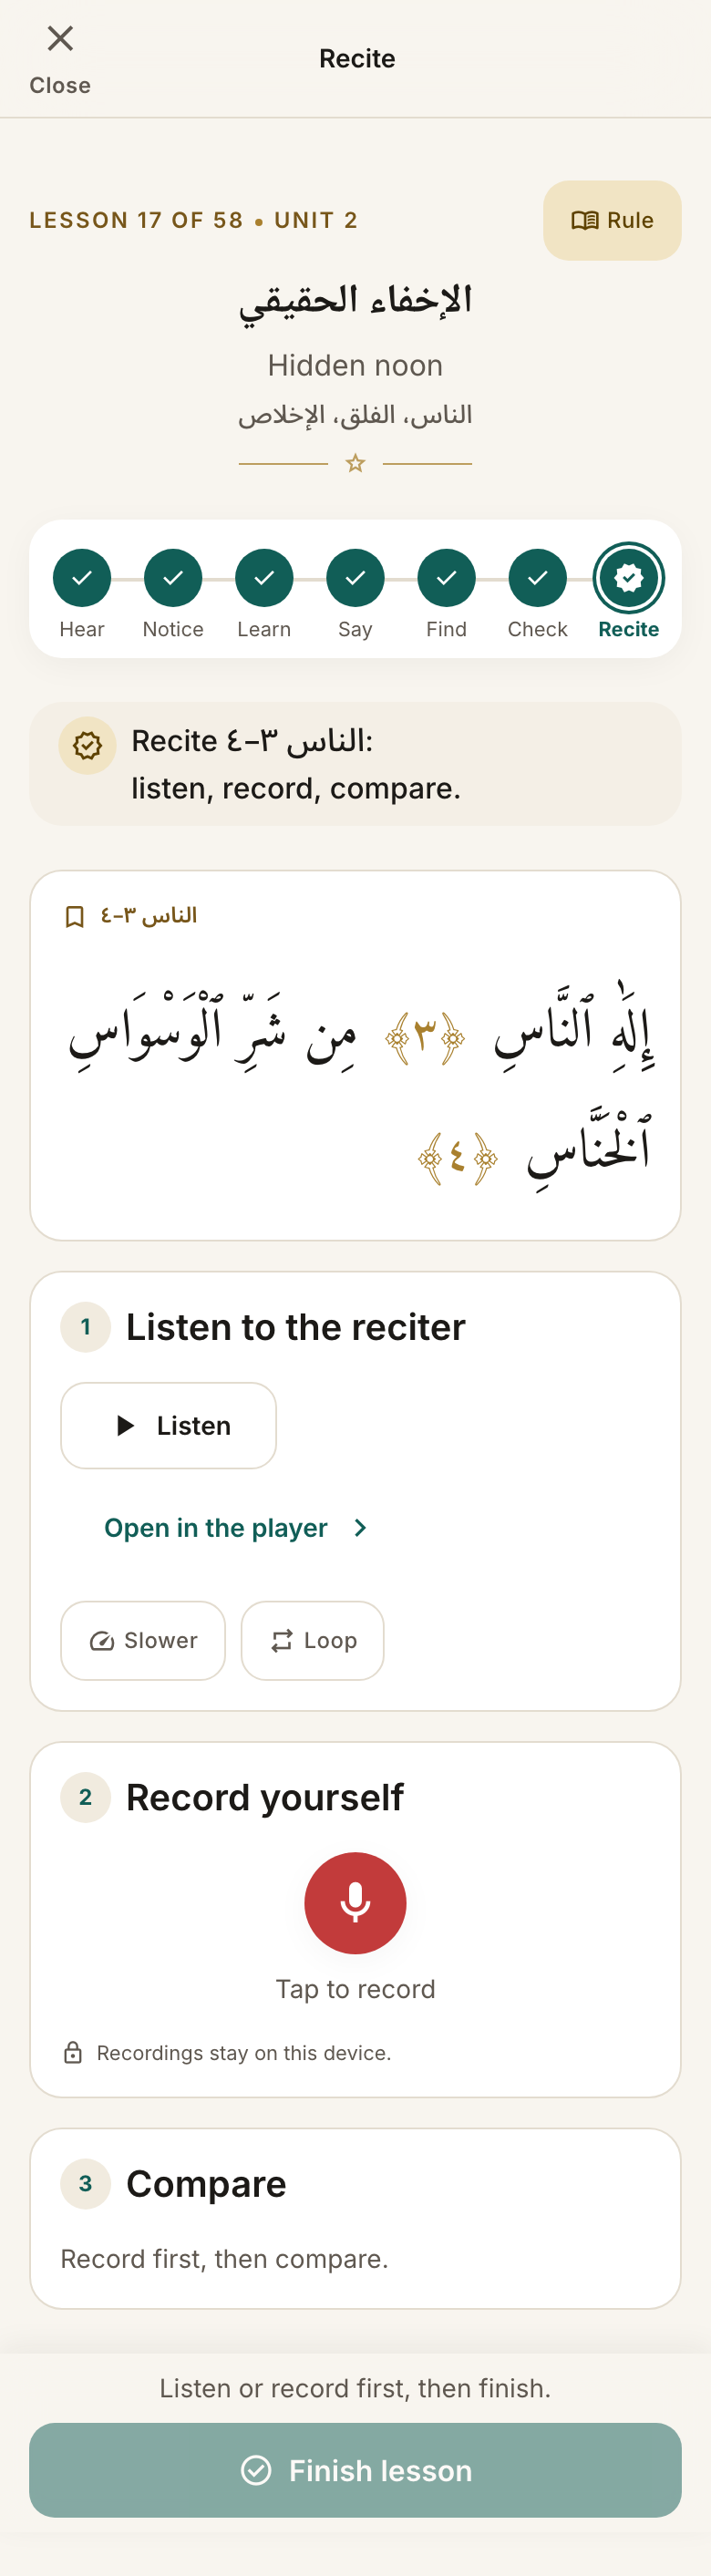 Close
Recite
LESSON 17 OF 58 • UNIT 2
Rule
الإخفاء الحقيقي
Hidden noon
الناس، الفلق، الإخلاص
Hear
Notice
Learn
Say
Find
Check
Recite
Recite الناس ٣–٤:
listen, record, compare.
الناس ٣–٤
إِلَٰهِ ٱلنَّاسِ ﴿٣﴾ مِن شَرِّ ٱلْوَسْوَاسِ
ٱلْخَنَّاسِ ﴿٤﴾
1 Listen to the reciter
Listen
Open in the player
Slower
Loop
2 Record yourself
Tap to record
Recordings stay on this device.
3 Compare
Record first, then compare.
Listen or record first, then finish.
Finish lesson